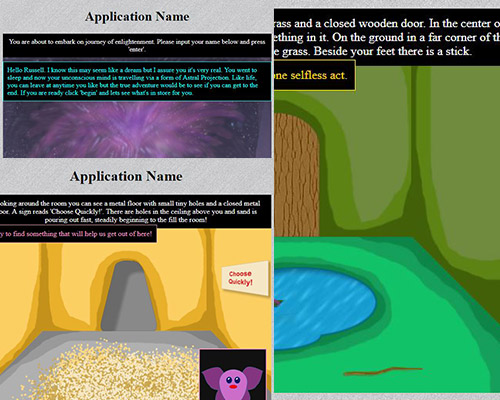 Application Name
You are about to embark on journey of enlightenment. Please input your name below and press
'enter'.
Hello Russell. I know this may seem like a dream but I assure you it's very real. You went to
sleep and now your unconscious mind is travelling via a form of Astral Projection. Like life,
you can leave at anytime you like but the true adventure would be to see if you can get to the
end. If you are ready click 'begin' and lets see what's in store for you.
Application Name
ooking around the room you can see a metal floor with small tiny holes and a closed metal
oor. A sign reads 'Choose Quickly!'. There are holes in the ceiling above you and sand is
pouring out fast, steadily beginning to the fill the room!
y to find something that will help us get out of here!
Choose
Quickly!
rass and a closed wooden door. In the center o
ething in it. On the ground in a far corner of th
e grass. Beside your feet there is a stick.
one selfless act.